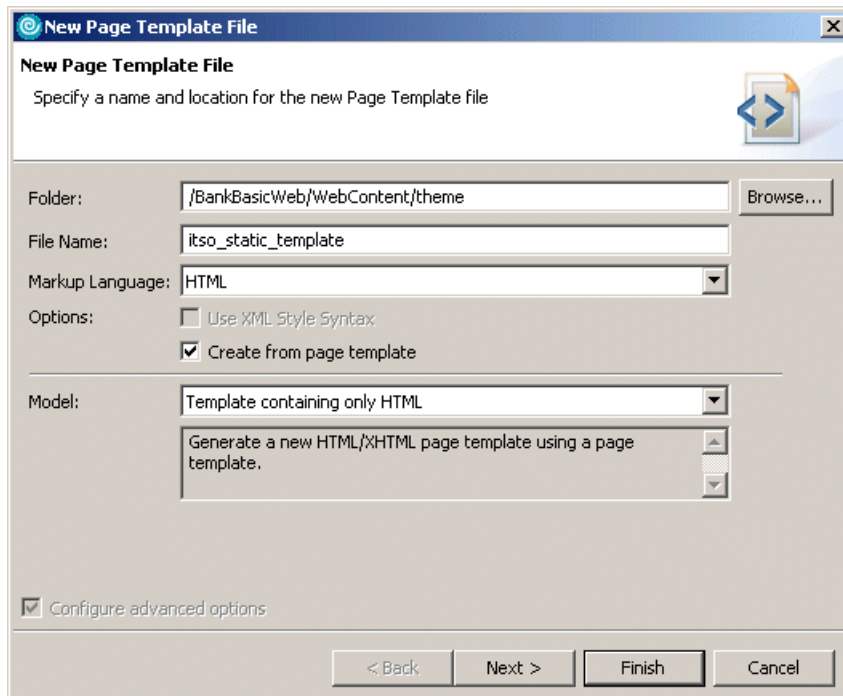 New Page Template File
New Page Template File
Specify a name and location for the new Page Template file
Folder: /BankBasicWeb/WebContent/theme Browse...
File Name: itso_static_template
Markup Language: HTML
Options: Use XML Style Syntax
Create from page template
Model: Template containing only HTML
Generate a new HTML/XHTML page template using a page
template.
Configure advanced options
< Back Next > Finish Cancel